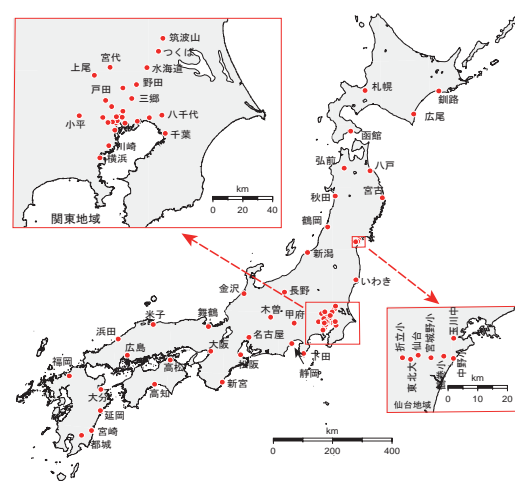 筑波山
つくば
宮代
水海道
上尾
野田
戸田
三郷
小平
八千代
千葉
川崎
横浜
km
0 20 40
関東地域
札幌
釧路
広尾
函館
弘前
八戸
秋田
宮古
鶴岡
新潟
いわき
金沢
長野
木曽
甲府
米子
舞鶴
浜田
名古屋
広島
大阪
福岡
高松
静岡
大分
高知
新宮
延岡
宮崎
都城
km
0 200 400
玉川中
折立小
仙台
宮城野小
東北大
中野小
km
0 10 20
仙台地域